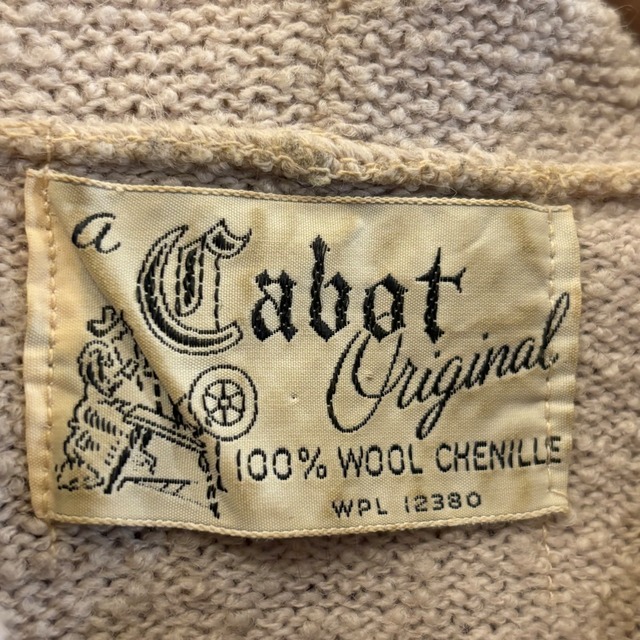 a Cabot
Original
100% WOOL CHENILLE
WPL 12380